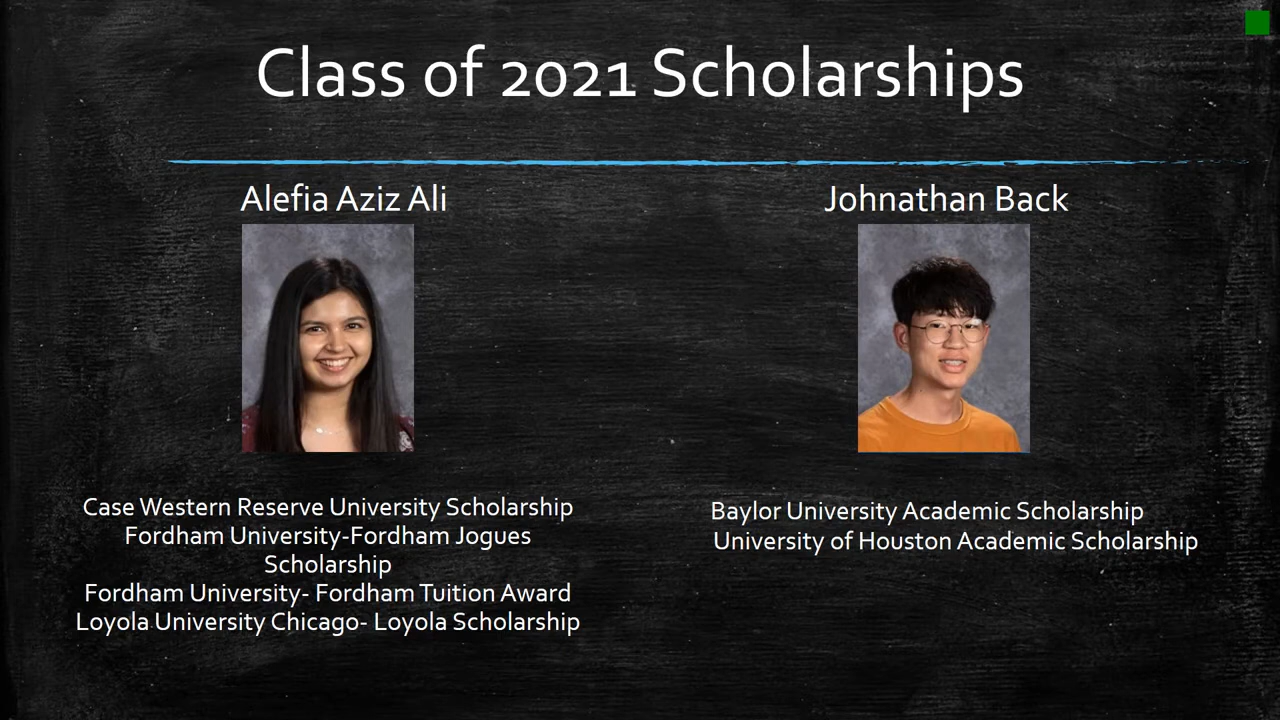 Class of 2021 Scholarships
Alefia Aziz Ali
Johnathan Back
Case Western Reserve University Scholarship
Fordham University-Fordham Jogues
Scholarship
Fordham University- Fordham Tuition Award
Loyola University Chicago- Loyola Scholarship
Baylor University Academic Scholarship
University of Houston Academic Scholarship